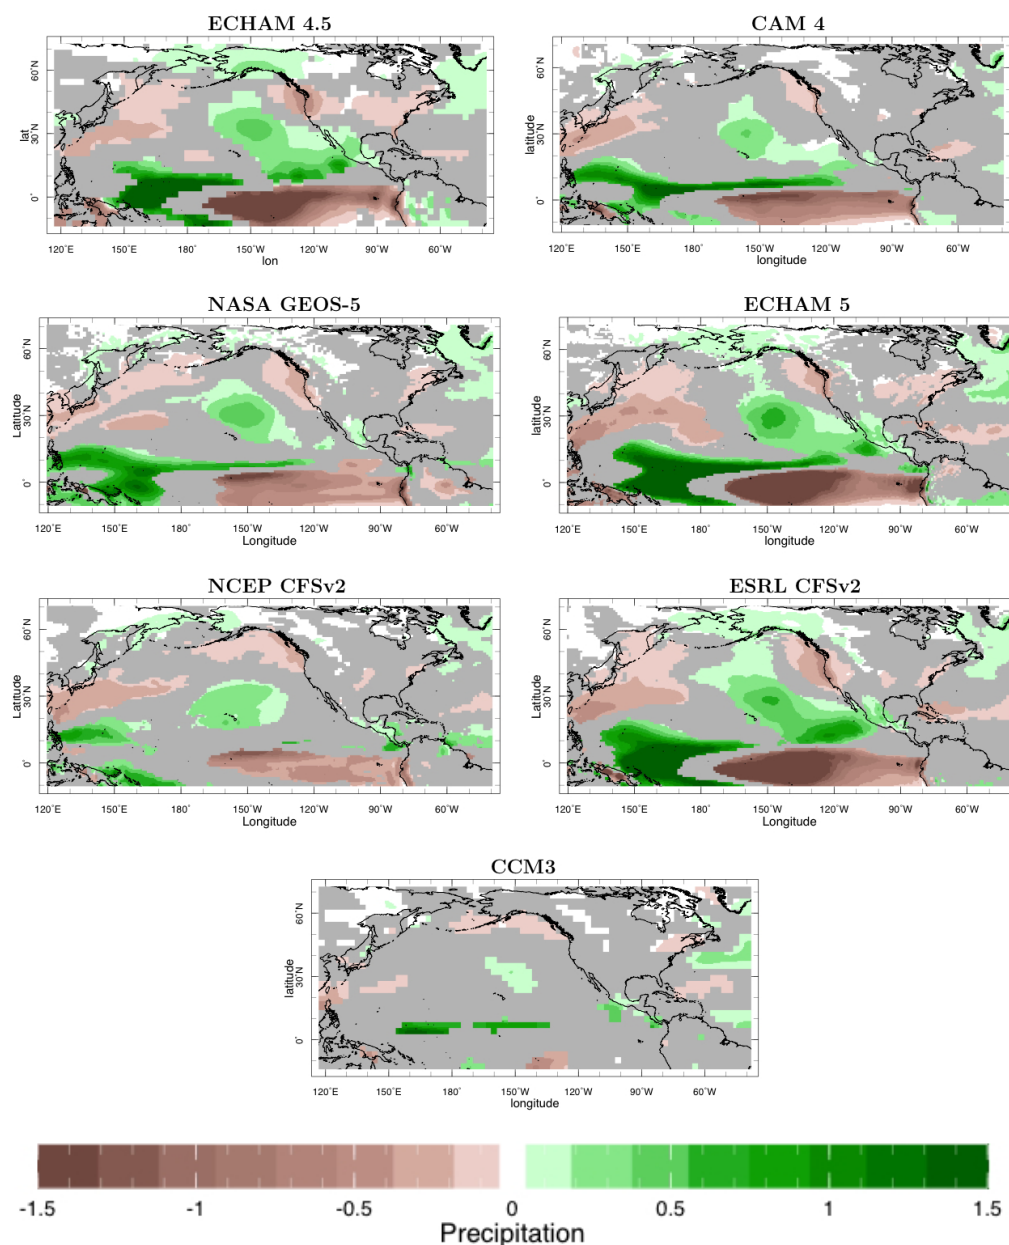 ECHAM 4.5
CAM 4
lat
60°N
30°N
0°
120°E 150°E 180° 150°W 120°W 90°W 60°W
lon
latitude
60°N
30°N
0°
120°E 150°E 180° 150°W 120°W 90°W 60°W
longitude
NASA GEOS-5
ECHAM 5
Latitude
60°N
30°N
0°
120°E 150°E 180° 150°W 120°W 90°W 60°W
Longitude
latitude
60°N
30°N
0°
120°E 150°E 180° 150°W 120°W 90°W 60°W
longitude
NCEP CFSv2
ESRL CFSv2
Latitude
60°N
30°N
0°
120°E 150°E 180° 150°W 120°W 90°W 60°W
Longitude
Latitude
60°N
30°N
0°
120°E 150°E 180° 150°W 120°W 90°W 60°W
Longitude
CCM3
latitude
60°N
30°N
0°
120°E 150°E 180° 150°W 120°W 90°W 60°W
longitude
-1.5 -1 -0.5 0 0.5 1 1.5
Precipitation